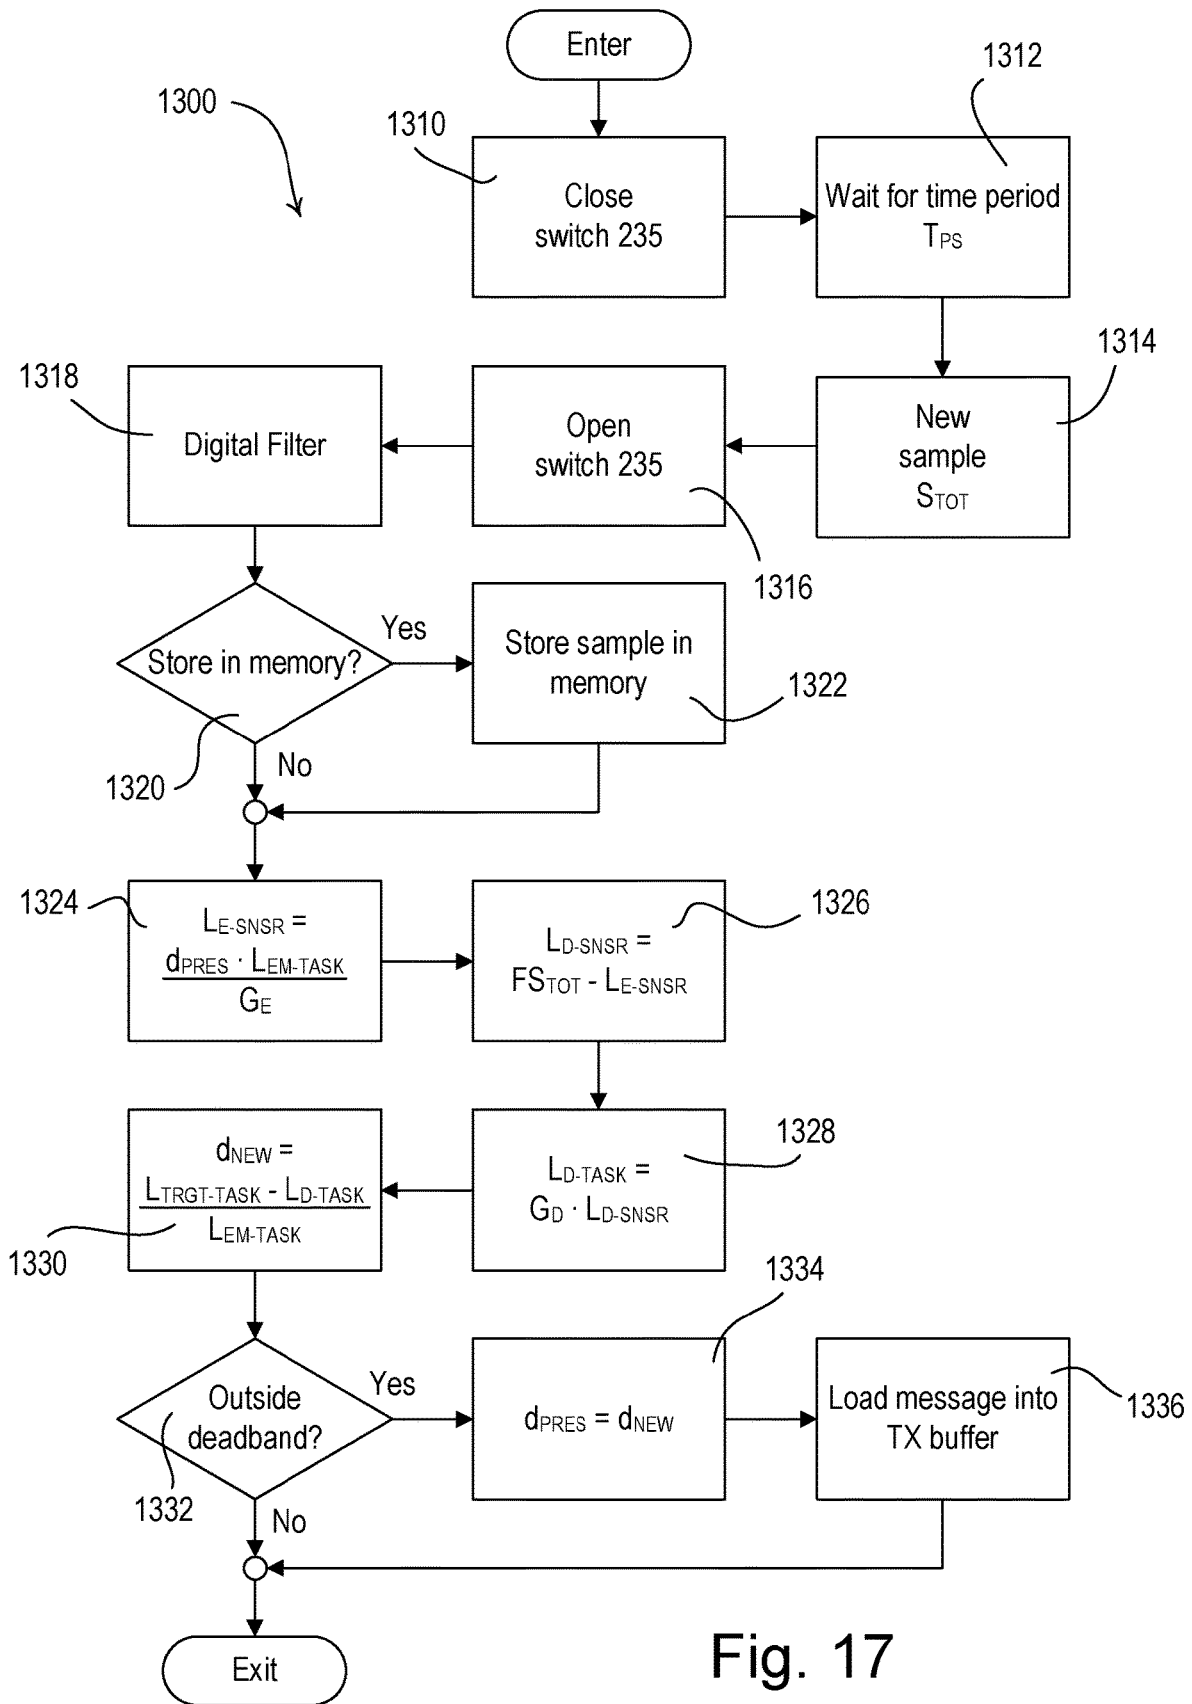 Enter
1300
1310
Close
switch 235
1312
Wait for time period
TPS
1314
New
sample
STOT
Open
switch 235
1316
1318
Digital Filter
Store in memory?
1320
Yes
No
Store sample in
memory
1322
1324
LE-SNSR =
dPRES · LEM-TASK
GE
1326
LD-SNSR =
FSTOT - LE-SNSR
1328
LD-TASK =
GD · LD-SNSR
dNEW =
LTRGT-TASK - LD-TASK
LEM-TASK
1330
Outside
deadband?
1332
Yes
No
1334
dPRES = dNEW
Load message into
TX buffer
1336
Exit
Fig. 17